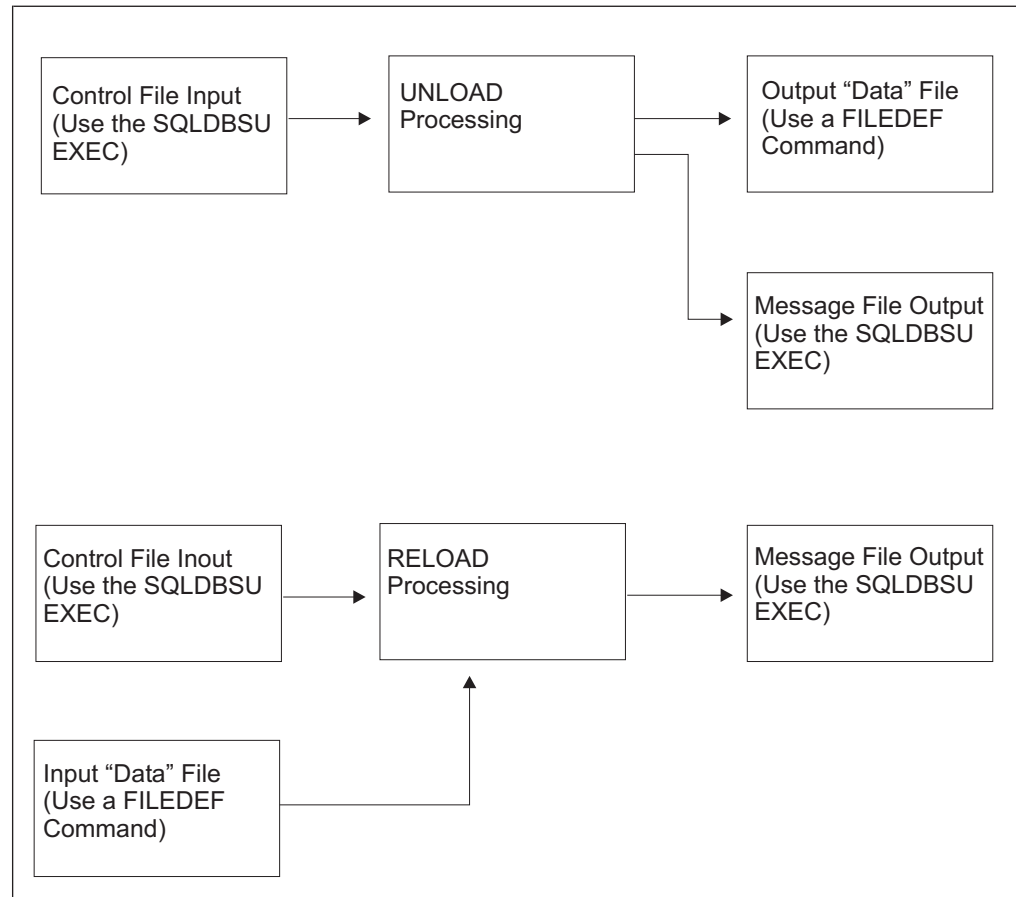 Control File Input
(Use the SQLDBSU
EXEC)
UNLOAD
Processing
Output “Data” File
(Use a FILEDEF
Command)
Message File Output
(Use the SQLDBSU
EXEC)
Control File Inout
(Use the SQLDBSU
EXEC)
RELOAD
Processing
Message File Output
(Use the SQLDBSU
EXEC)
Input “Data” File
(Use a FILEDEF
Command)